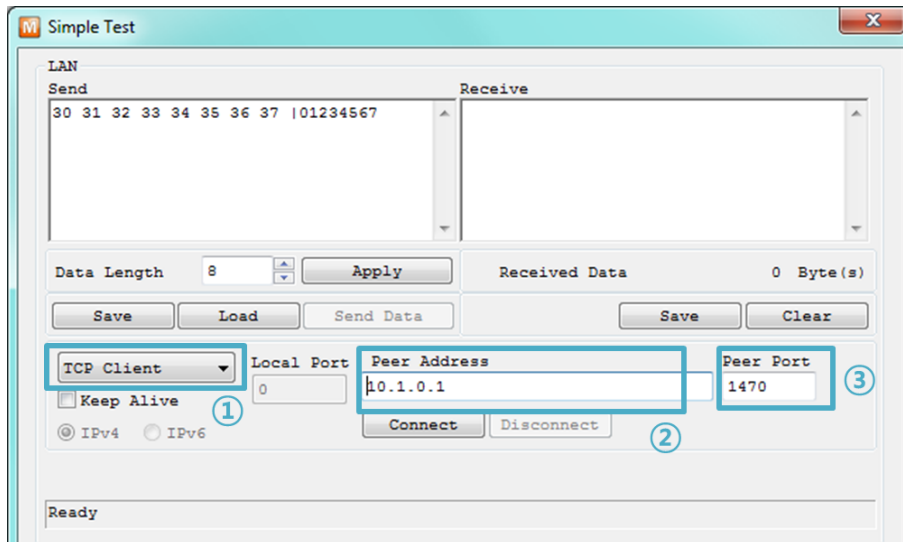 M Simple Test
LAN
Send Receive
30 31 32 33 34 35 36 37 |01234567
Data Length 8 Apply Received Data 0 Byte(s)
Save Load Send Data Save Clear
TCP Client Local Port Peer Address Peer Port
0 10.1.0.1 1470 ③
Keep Alive ①
IPv4 IPv6 Connect Disconnect ②
Ready